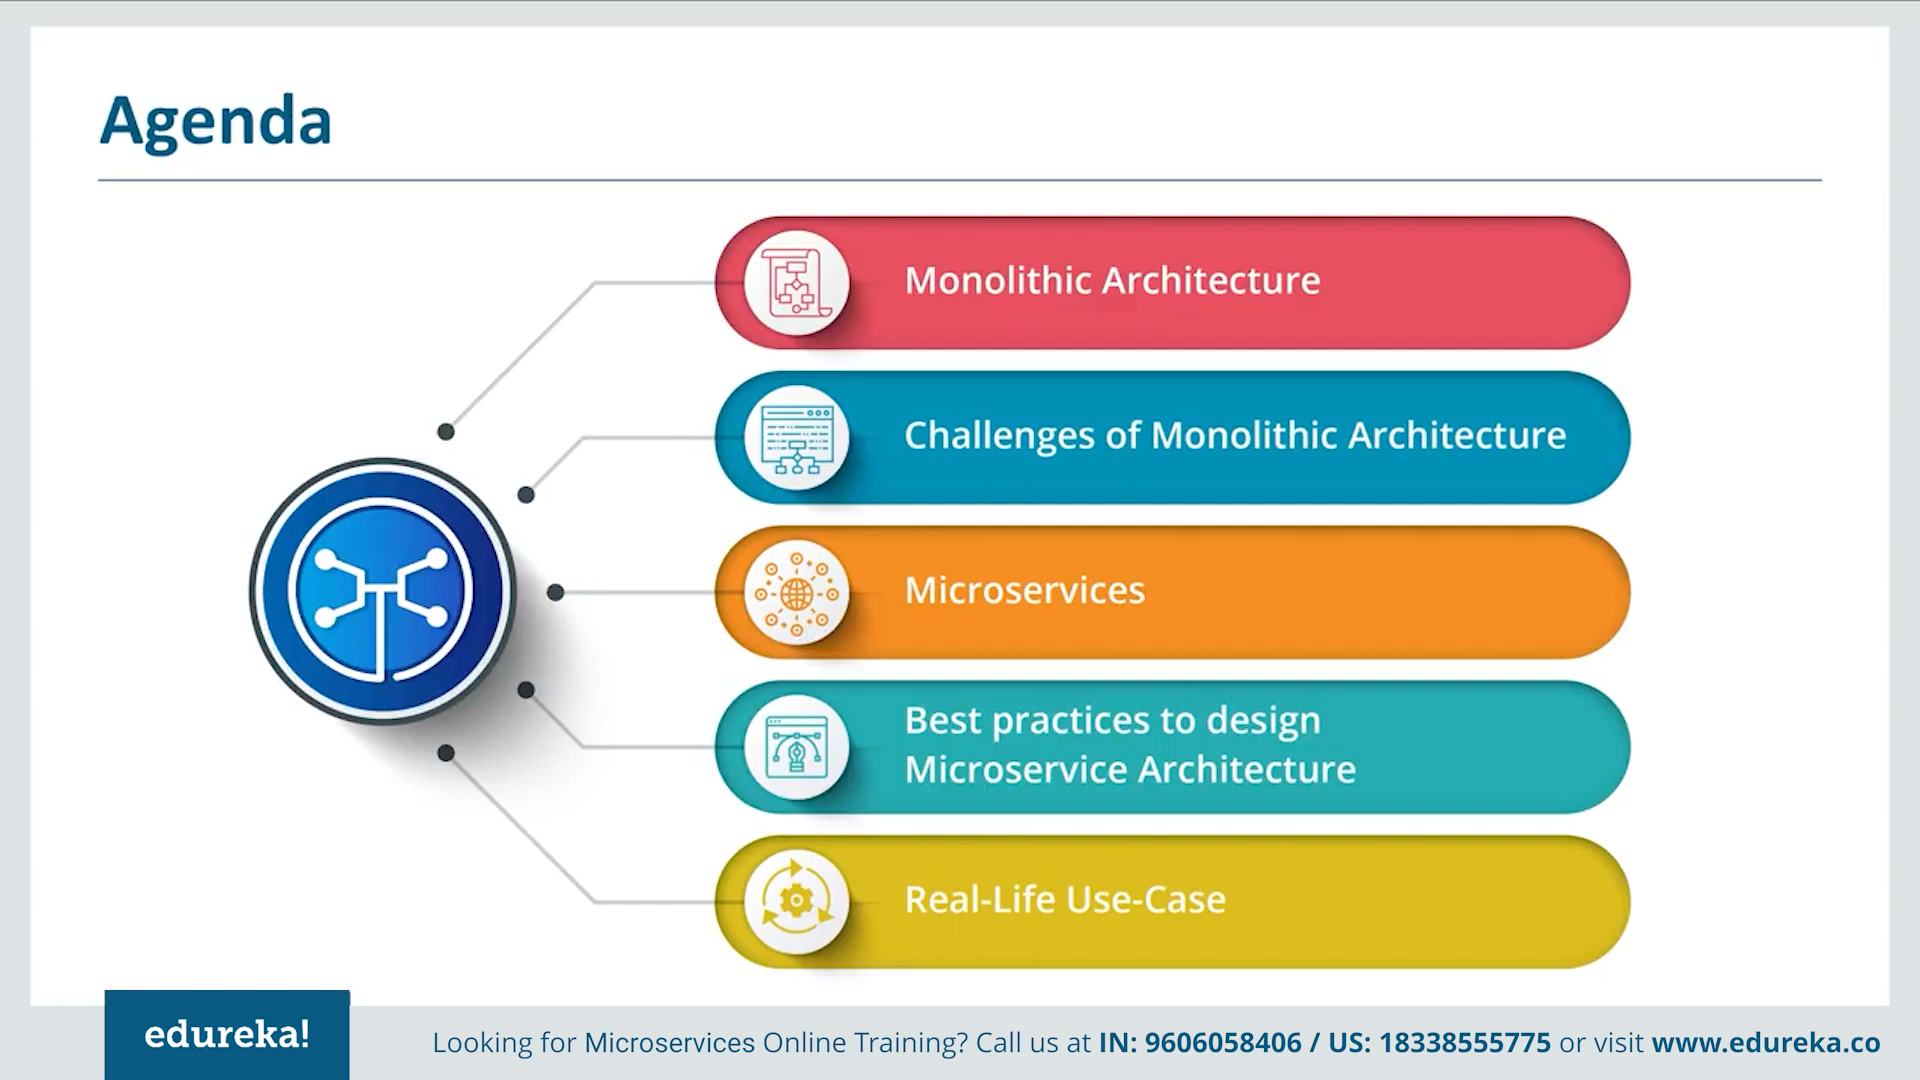 Agenda
Monolithic Architecture
Challenges of Monolithic Architecture
Microservices
Best practices to design
Microservice Architecture
Real-Life Use-Case
edureka!
Looking for Microservices Online Training? Call us at IN: 9606058406 / US: 18338555775 or visit www.edureka.co